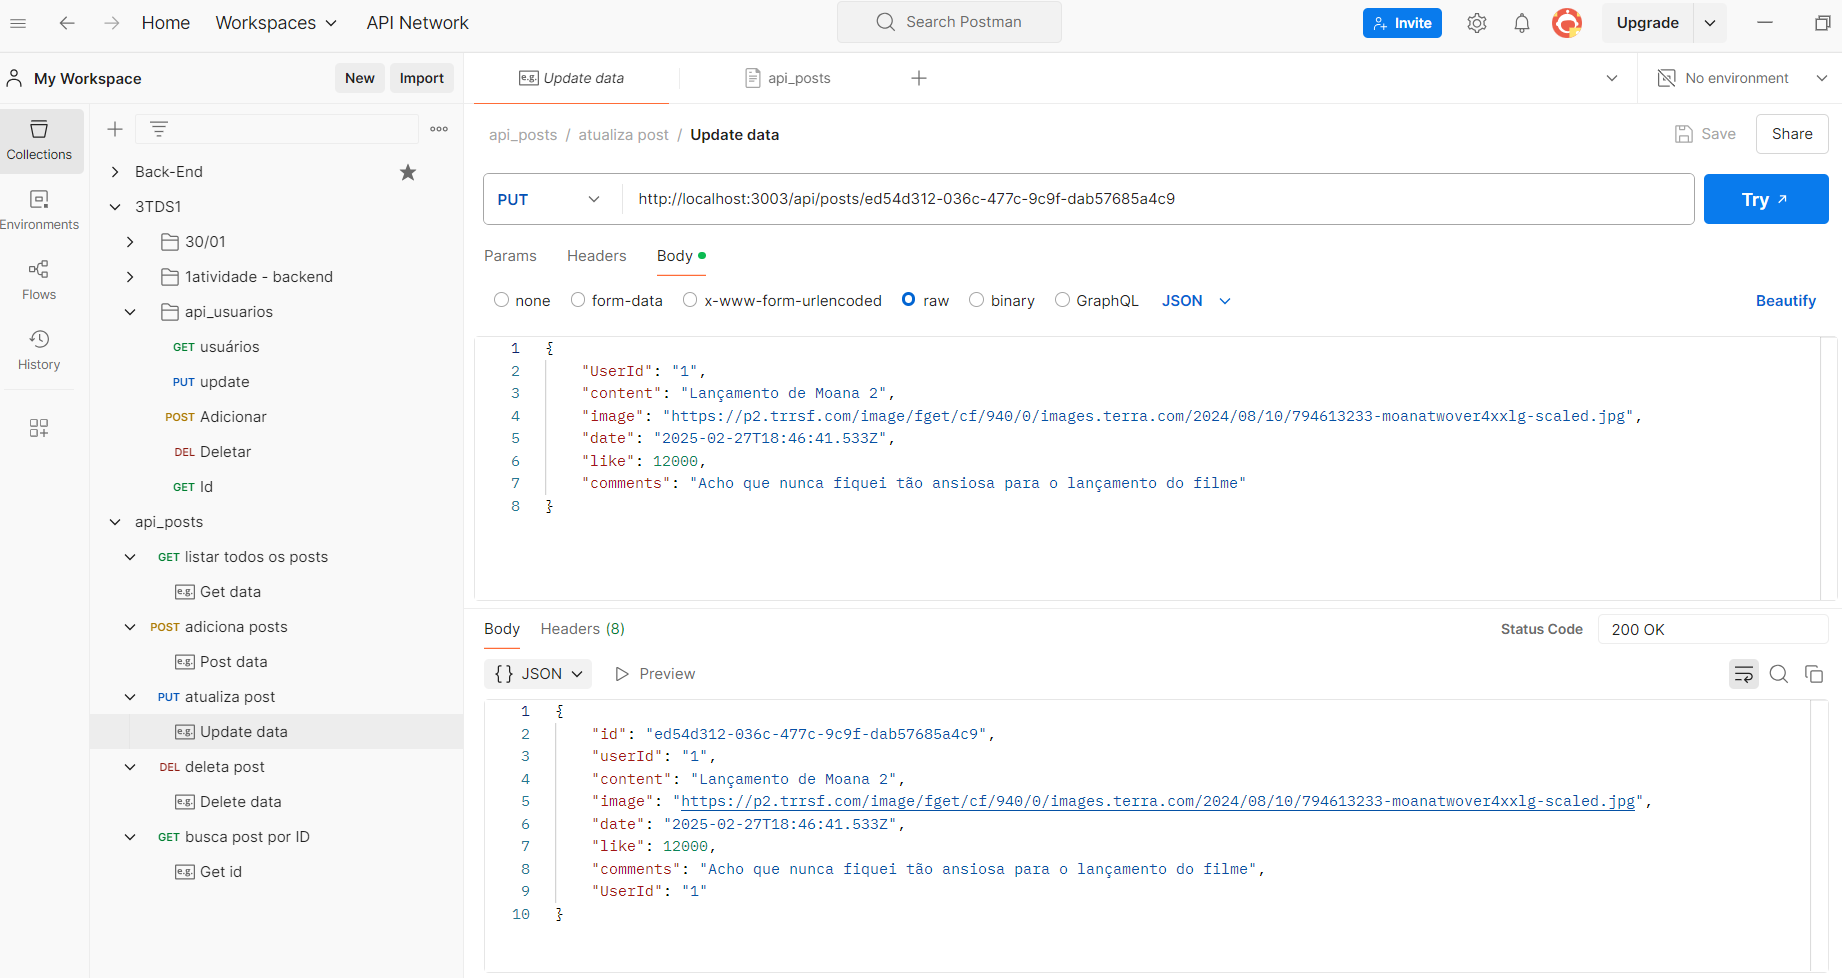 Home Workspaces API Network Search Postman Invite Upgrade
My Workspace New Import
e.g. Update data api_posts No environment
Collections
Environments
Flows
History
Back-End
3TDS1
30/01
1atividade - backend
api_usuarios
GET usuários
PUT update
POST Adicionar
DEL Deletar
GET Id
api_posts
GET listar todos os posts
e.g. Get data
POST adiciona posts
e.g. Post data
PUT atualiza post
e.g. Update data
DEL deleta post
e.g. Delete data
GET busca post por ID
e.g. Get id
api_posts / atualiza post / Update data Save Share
PUT http://localhost:3003/api/posts/ed54d312-036c-477c-9c9f-dab57685a4c9 Try
Params Headers Body
none form-data x-www-form-urlencoded raw binary GraphQL JSON Beautify
1 {
2 "UserId": "1",
3 "content": "Lançamento de Moana 2",
4 "image": "https://p2.trrsf.com/image/fget/cf/940/0/images.terra.com/2024/08/10/794613233-moanatwover4xxlg-scaled.jpg",
5 "date": "2025-02-27T18:46:41.533Z",
6 "like": 12000,
7 "comments": "Acho que nunca fiquei tão ansiosa para o lançamento do filme"
8 }
Body Headers (8) Status Code 200 OK
{} JSON Preview
1 {
2 "id": "ed54d312-036c-477c-9c9f-dab57685a4c9",
3 "userId": "1",
4 "content": "Lançamento de Moana 2",
5 "image": "https://p2.trrsf.com/image/fget/cf/940/0/images.terra.com/2024/08/10/794613233-moanatwover4xxlg-scaled.jpg",
6 "date": "2025-02-27T18:46:41.533Z",
7 "like": 12000,
8 "comments": "Acho que nunca fiquei tão ansiosa para o lançamento do filme",
9 "UserId": "1"
10 }